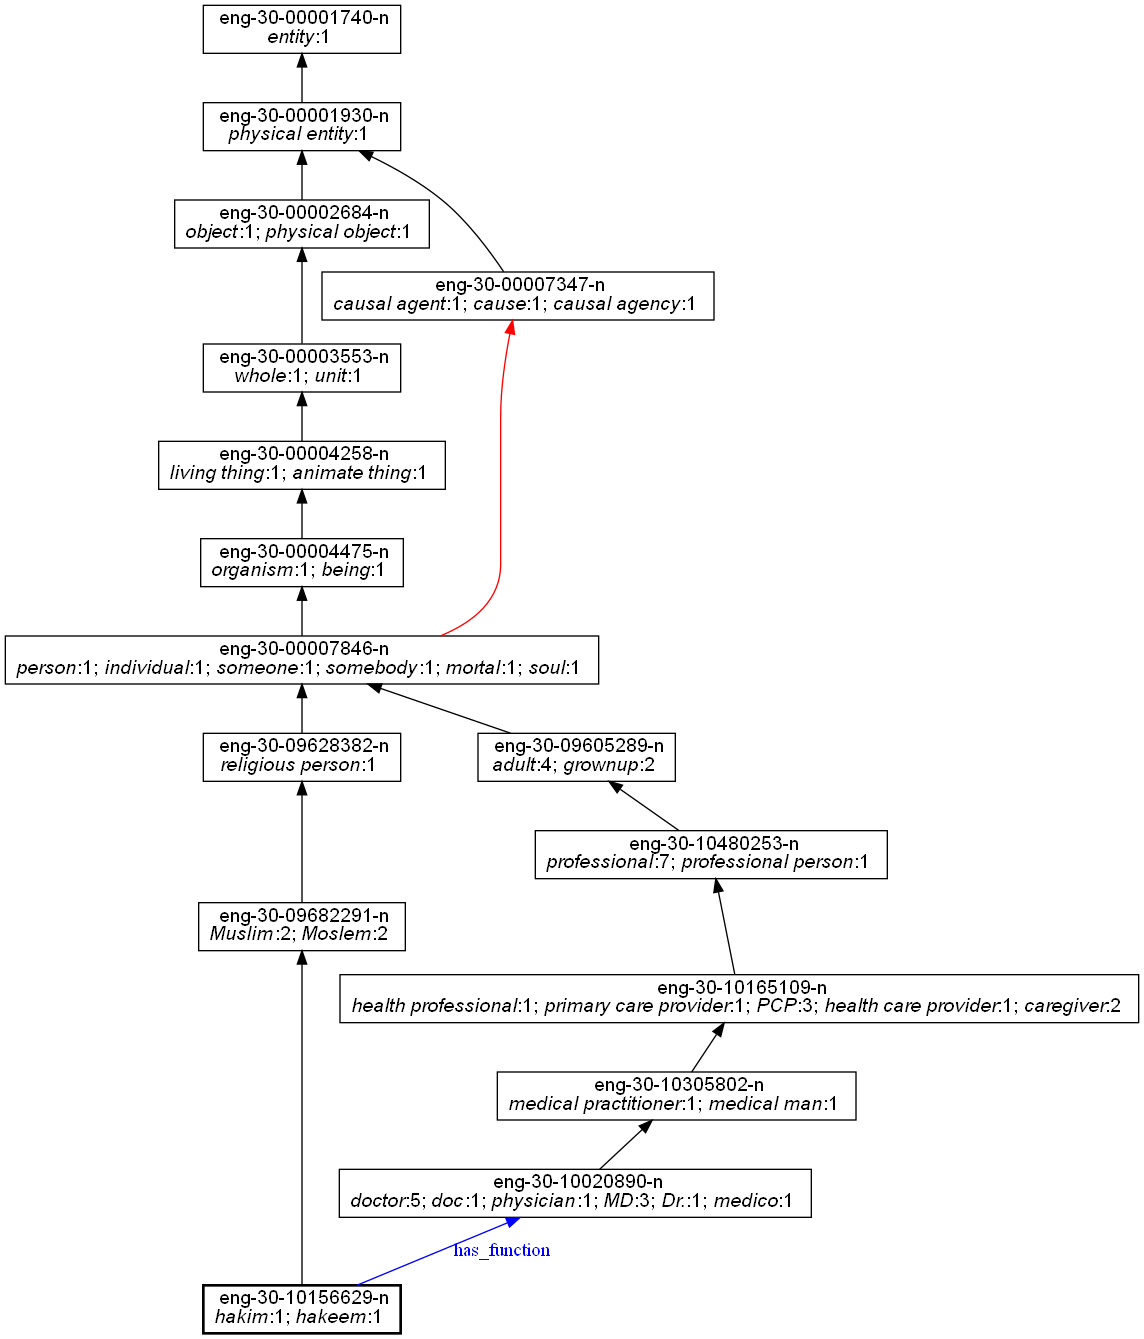 eng-30-00001740-n
entity:1
eng-30-00001930-n
physical entity:1
eng-30-00002684-n
object:1; physical object:1
eng-30-00007347-n
causal agent:1; cause:1; causal agency:1
eng-30-00003553-n
whole:1; unit:1
eng-30-00004258-n
living thing:1; animate thing:1
eng-30-00004475-n
organism:1; being:1
eng-30-00007846-n
person:1; individual:1; someone:1; somebody:1; mortal:1; soul:1
eng-30-09628382-n
religious person:1
eng-30-09605289-n
adult:4; grownup:2
eng-30-10480253-n
professional:7; professional person:1
eng-30-09682291-n
Muslim:2; Moslem:2
eng-30-10165109-n
health professional:1; primary care provider:1; PCP:3; health care provider:1; caregiver:2
eng-30-10305802-n
medical practitioner:1; medical man:1
eng-30-10020890-n
doctor:5; doc:1; physician:1; MD:3; Dr.:1; medico:1
has_function
eng-30-10156629-n
hakim:1; hakeem:1